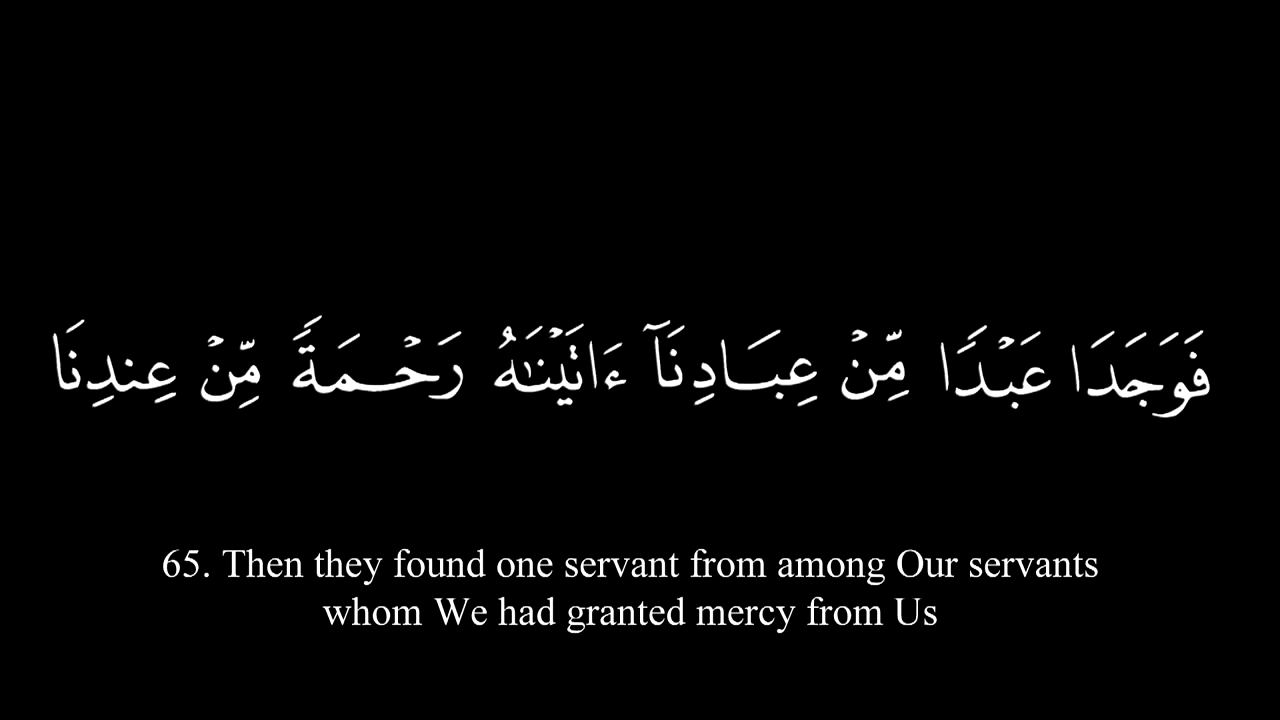 فَوَجَدَا عَبۡدًا مِّنۡ عِبَادِنَآ ءَاتَيۡنَٰهُ رَحۡمَةً مِّنۡ عِندِنَا
65. Then they found one servant from among Our servants
whom We had granted mercy from Us